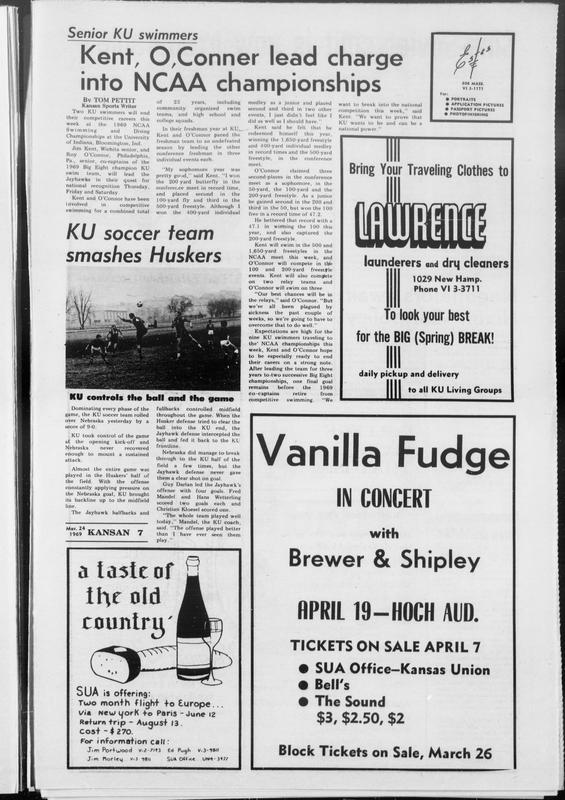 Senior KU swimmers
Kent, O,Conner lead charge
into NCAA championships
By TOM PETTIT
Kansan Sports Writer
Two KU swimmers will end
their competitive careers this
week at the 1969 NCAA
Swimming and Diving
Championships at the University
of Indiana, Bloomington, Ind.
Jim Kent, Wichita senior, and
Roy O'Connor, Philadelphia,
Pa., senior, co-captains of the
1969 Big Eight champion KU
swim team, will lead the
Jayhawks in their quest for
national recognition Thursday,
Friday and Saturday.
Kent and O'Connor have been
involved in competitive
swimming for a combined total
of 22 years, including
community organized swim
teams, and high school and
college squads.
In their freshman year at KU,
Kent and O'Connor paced the
freshman team to an undefeated
season by leading the other
conference freshmen in three
individual events each.
"My sophomore year was
pretty good," said Kent. "I won
the 200-yard butterfly in the
conference meet in record time,
and placed second in the
100-yard fly and third in the
500-yard freestyle. Although I
won the 400-yard individual
medley as a junior and placed
second and third in two other
events, I just didn't feel like I
did as well as I should have."
Kent said he felt that he
redeemed himself this year,
winning the 1,650-yard freestyle
and 400-yard individual medley
in record times and the 500-yard
freestyle, in the conference
meet.
O'Connor claimed three
second-places in the conference
meet as a sophomore, in the
50-yard, the 100-yard and the
200-yard freestyle. As a junior
he gained second in the 200 and
third in the 50, but won the 100
free in a record time of 47.2.
He bettered that record with a
47.1 in winning the 100 this
year, and also captured the
200-yard freestyle.
Kent will swim in the 500 and
1,650-yard freestyles in the
NCAA meet this week, and
O'Connor will compete in the
100 and 200-yard freestyle
events. Kent will also compete
on two relay teams and
O'Connor will swim on three.
"Our best chances will be in
the relays," said O'Connor. "But
we've all been plagued by
sickness the past couple of
weeks, so we're going to have to
overcome that to do well."
Expectations are high for the
nine KU swimmers traveling to
the NCAA championships this
week, Kent and O'Connor hope
to be especially ready to end
their careers on a strong note.
After leading the team for three
years to two successive Big Eight
championships, one final goal
remains before the 1969
co-captains retire from
competitive swimming. "We
want to break into the national
competition this week," said
Kent. "We want to prove that
KU wants to be and can be a
national power."
KU soccer team
smashes Huskers
KU controls the ball and the game
Dominating every phase of the
game, the KU soccer team rolled
over Nebraska yesterday by a
score of 9-0.
KU took control of the game
at the opening kick-off and
Nebraska never recovered
enough to mount a sustained
attack.
Almost the entire game was
played in the Huskers' half of
the field. With the offense
constantly applying pressure on
the Nebraska goal, KU brought
its backline up to the midfield
line.
The Jayhawk halfbacks and
fullbacks controlled midfield
throughout the game. When the
Husker defense tried to clear the
ball into the KU end, the
Jayhawk defense intercepted the
ball and fed it back to the KU
frontline.
Nebraska did manage to break
through to the KU half of the
field a few times, but the
Jayhawk defense never gave
them a clear shot on goal.
Guy Darlan led the Jayhawk's
offense with four goals. Fred
Mandel and Hans Wetterling
scored two goals each and
Christian Kloesel scored one.
"The whole team played well
today," Mandel, the KU coach,
said. "The offense played better
than I have ever seen them
play."
Mar. 24
1969 KANSAN 7
a taste of
the old
country
SUA is offering:
Two month flight to Europe...
Via New york to Paris - June 12
Return trip - August 13.
Cost - $270.
For information call:
Jim Portwood V-2-7193 Ed Pugh V-3-9811
Jim Morley V-3-9811 SUA Office UN4-3477
608 MASS.
VI 3-1171
For:
PORTRAITS
APPLICATION PICTURES
PASSPORT PICTURES
PHOTOFINISHING
Bring Your Traveling Clothes to
LAWRENCE
launderers and dry cleaners
1029 New Hamp.
Phone VI 3-3711
To look your best
for the BIG (Spring) BREAK!
daily pickup and delivery
to all KU Living Groups
Vanilla Fudge
IN CONCERT
with
Brewer & Shipley
APRIL 19—HOCH AUD.
TICKETS ON SALE APRIL 7
● SUA Office—Kansas Union
● Bell's
● The Sound
$3, $2.50, $2
Block Tickets on Sale, March 26